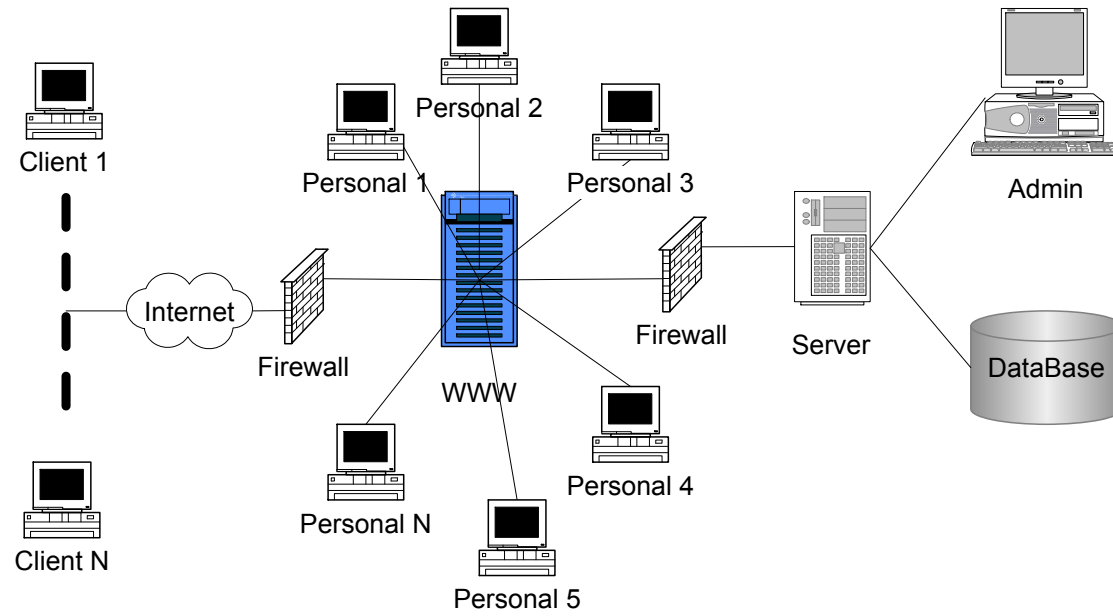 Client 1
Personal 1
Personal 2
Personal 3
Admin
Internet
Firewall
WWW
Firewall
Server
DataBase
Client N
Personal N
Personal 5
Personal 4